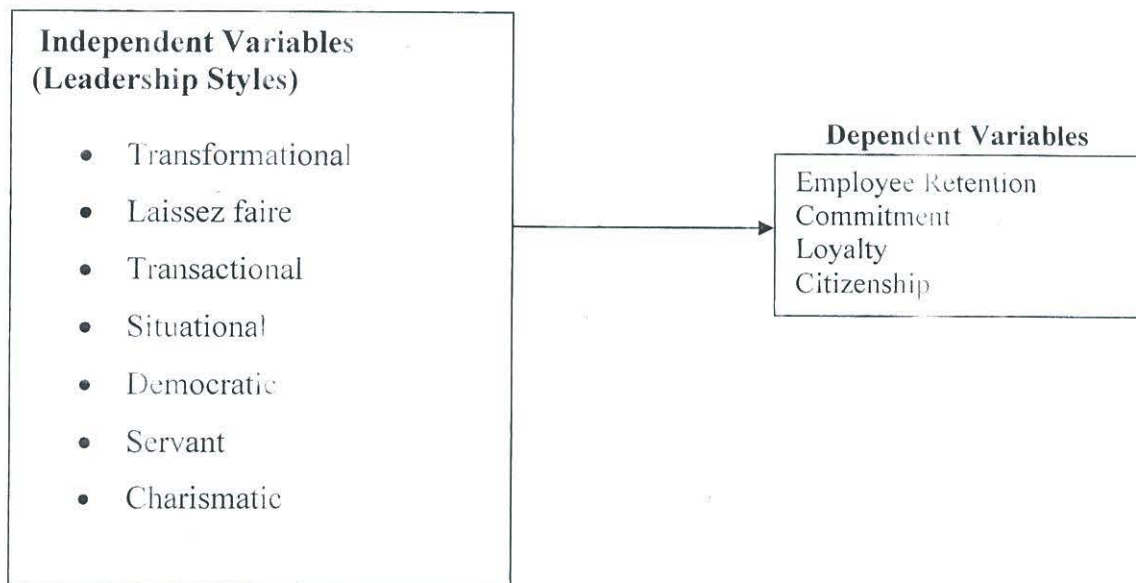 Independent Variables
(Leadership Styles)
• Transformational
• Laissez faire
• Transactional
• Situational
• Democratic
• Servant
• Charismatic
Dependent Variables
Employee Retention
Commitment
Loyalty
Citizenship